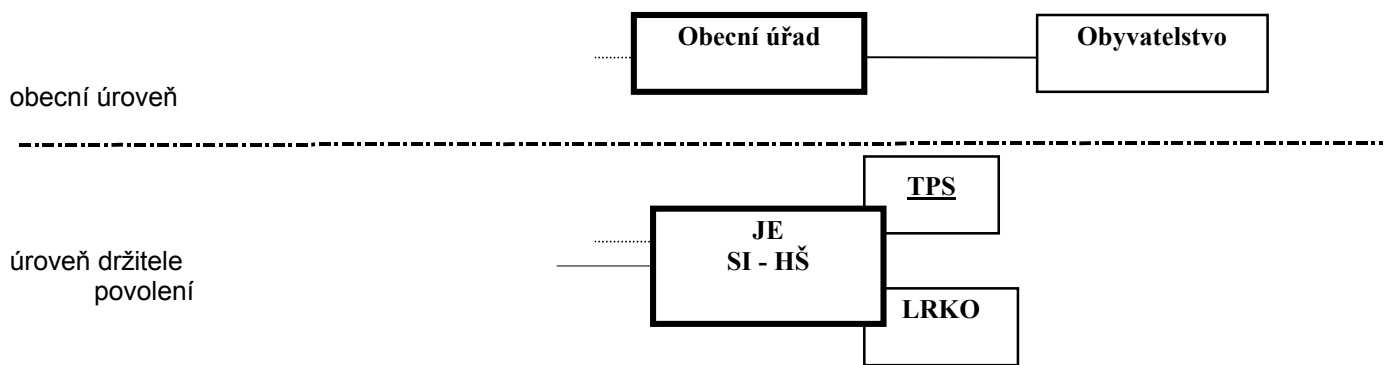 Obecní úřad
Obyvatelstvo
obecní úroveň
TPS
JE
SI - HŠ
úroveň držitele
povolení
LRKO